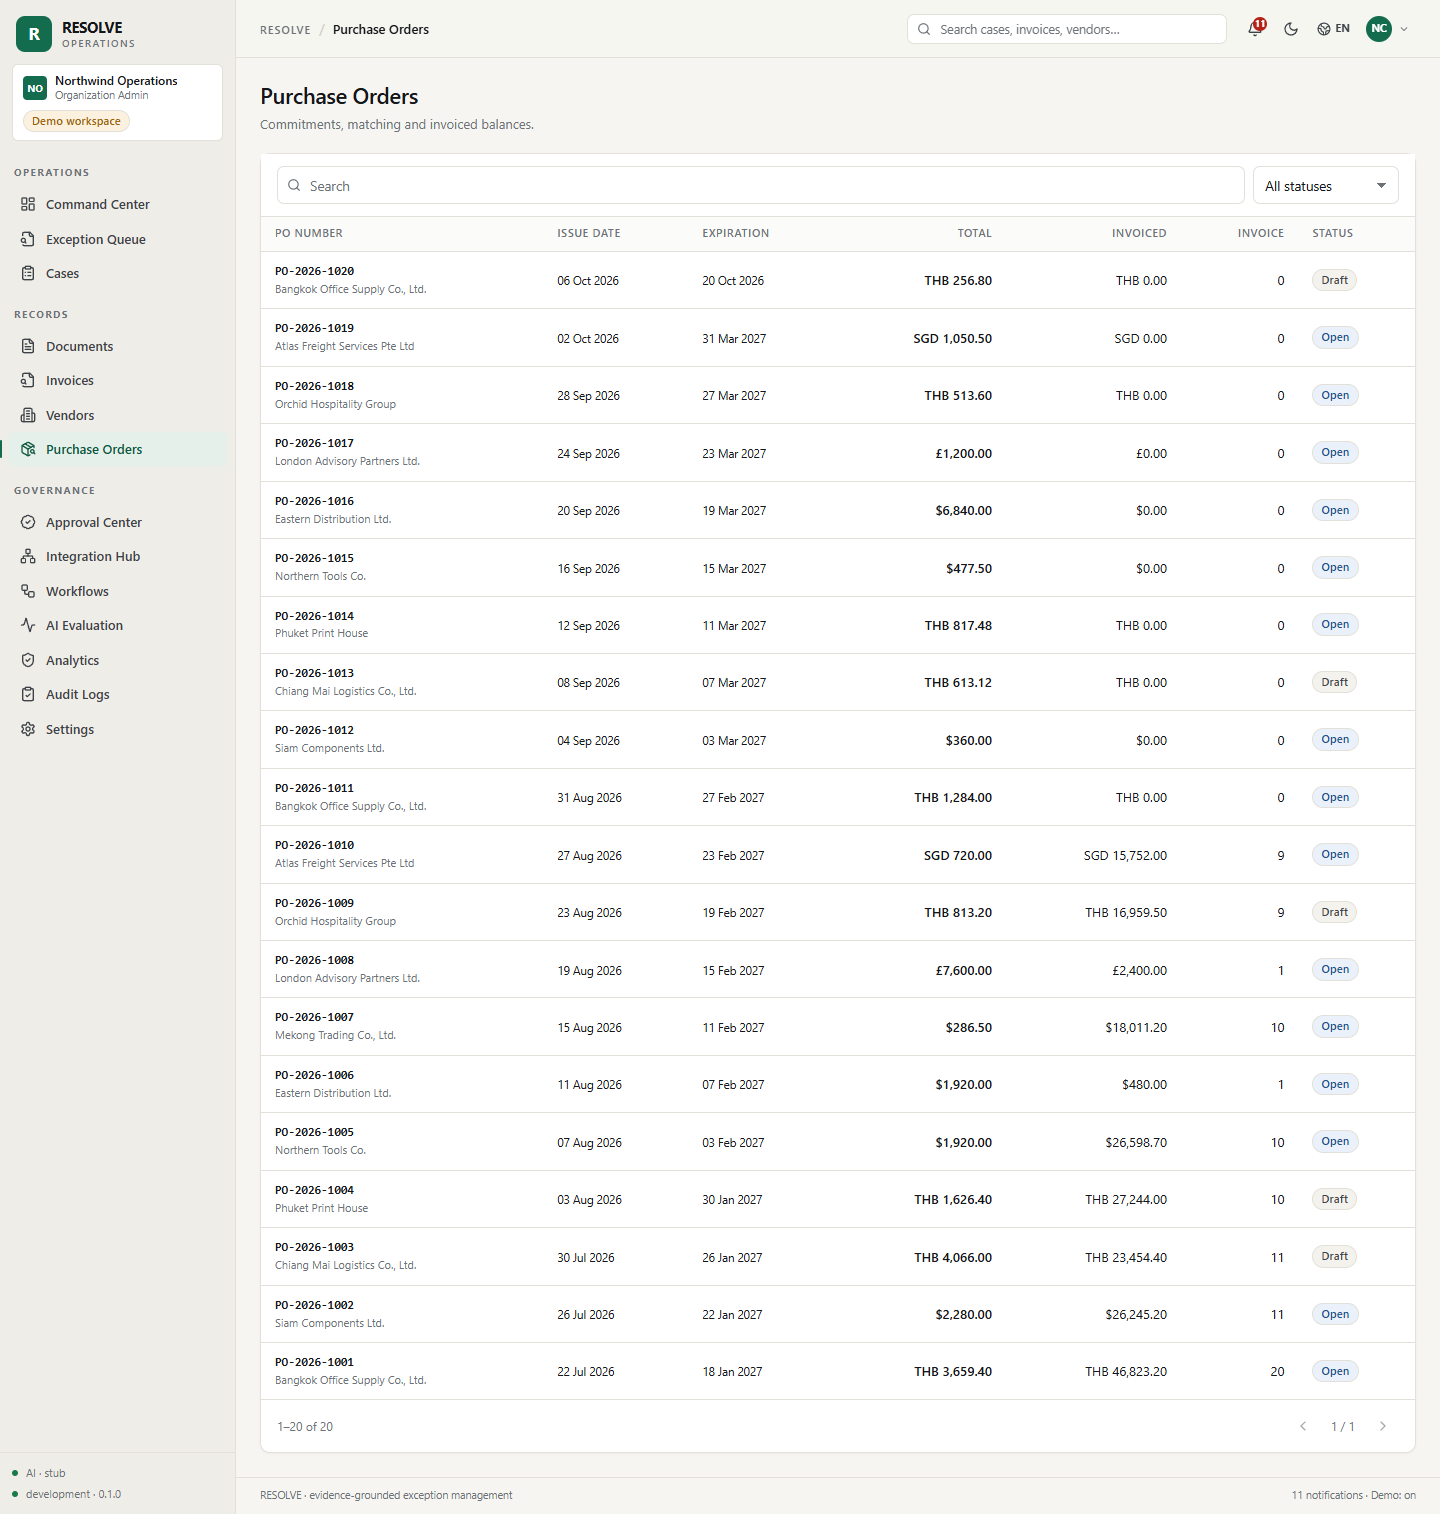 R
RESOLVE
OPERATIONS
NO
Northwind Operations
Organization Admin
Demo workspace
OPERATIONS
Command Center
Exception Queue
Cases
RECORDS
Documents
Invoices
Vendors
Purchase Orders
GOVERNANCE
Approval Center
Integration Hub
Workflows
AI Evaluation
Analytics
Audit Logs
Settings
AI · stub
development · 0.1.0
RESOLVE / Purchase Orders
Search cases, invoices, vendors...
11
EN
NC
Purchase Orders
Commitments, matching and invoiced balances.
Search
All statuses
PO NUMBER ISSUE DATE EXPIRATION TOTAL INVOICED INVOICE STATUS
PO-2026-1020
Bangkok Office Supply Co., Ltd.
06 Oct 2026 20 Oct 2026 THB 256.80 THB 0.00 0 Draft
PO-2026-1019
Atlas Freight Services Pte Ltd
02 Oct 2026 31 Mar 2027 SGD 1,050.50 SGD 0.00 0 Open
PO-2026-1018
Orchid Hospitality Group
28 Sep 2026 27 Mar 2027 THB 513.60 THB 0.00 0 Open
PO-2026-1017
London Advisory Partners Ltd.
24 Sep 2026 23 Mar 2027 £1,200.00 £0.00 0 Open
PO-2026-1016
Eastern Distribution Ltd.
20 Sep 2026 19 Mar 2027 $6,840.00 $0.00 0 Open
PO-2026-1015
Northern Tools Co.
16 Sep 2026 15 Mar 2027 $477.50 $0.00 0 Open
PO-2026-1014
Phuket Print House
12 Sep 2026 11 Mar 2027 THB 817.48 THB 0.00 0 Open
PO-2026-1013
Chiang Mai Logistics Co., Ltd.
08 Sep 2026 07 Mar 2027 THB 613.12 THB 0.00 0 Draft
PO-2026-1012
Siam Components Ltd.
04 Sep 2026 03 Mar 2027 $360.00 $0.00 0 Open
PO-2026-1011
Bangkok Office Supply Co., Ltd.
31 Aug 2026 27 Feb 2027 THB 1,284.00 THB 0.00 0 Open
PO-2026-1010
Atlas Freight Services Pte Ltd
27 Aug 2026 23 Feb 2027 SGD 720.00 SGD 15,752.00 9 Open
PO-2026-1009
Orchid Hospitality Group
23 Aug 2026 19 Feb 2027 THB 813.20 THB 16,959.50 9 Draft
PO-2026-1008
London Advisory Partners Ltd.
19 Aug 2026 15 Feb 2027 £7,600.00 £2,400.00 1 Open
PO-2026-1007
Mekong Trading Co., Ltd.
15 Aug 2026 11 Feb 2027 $286.50 $18,011.20 10 Open
PO-2026-1006
Eastern Distribution Ltd.
11 Aug 2026 07 Feb 2027 $1,920.00 $480.00 1 Open
PO-2026-1005
Northern Tools Co.
07 Aug 2026 03 Feb 2027 $1,920.00 $26,598.70 10 Open
PO-2026-1004
Phuket Print House
03 Aug 2026 30 Jan 2027 THB 1,626.40 THB 27,244.00 10 Draft
PO-2026-1003
Chiang Mai Logistics Co., Ltd.
30 Jul 2026 26 Jan 2027 THB 4,066.00 THB 23,454.40 11 Draft
PO-2026-1002
Siam Components Ltd.
26 Jul 2026 22 Jan 2027 $2,280.00 $26,245.20 11 Open
PO-2026-1001
Bangkok Office Supply Co., Ltd.
22 Jul 2026 18 Jan 2027 THB 3,659.40 THB 46,823.20 20 Open
1–20 of 20
1 / 1
RESOLVE · evidence-grounded exception management
11 notifications · Demo: on